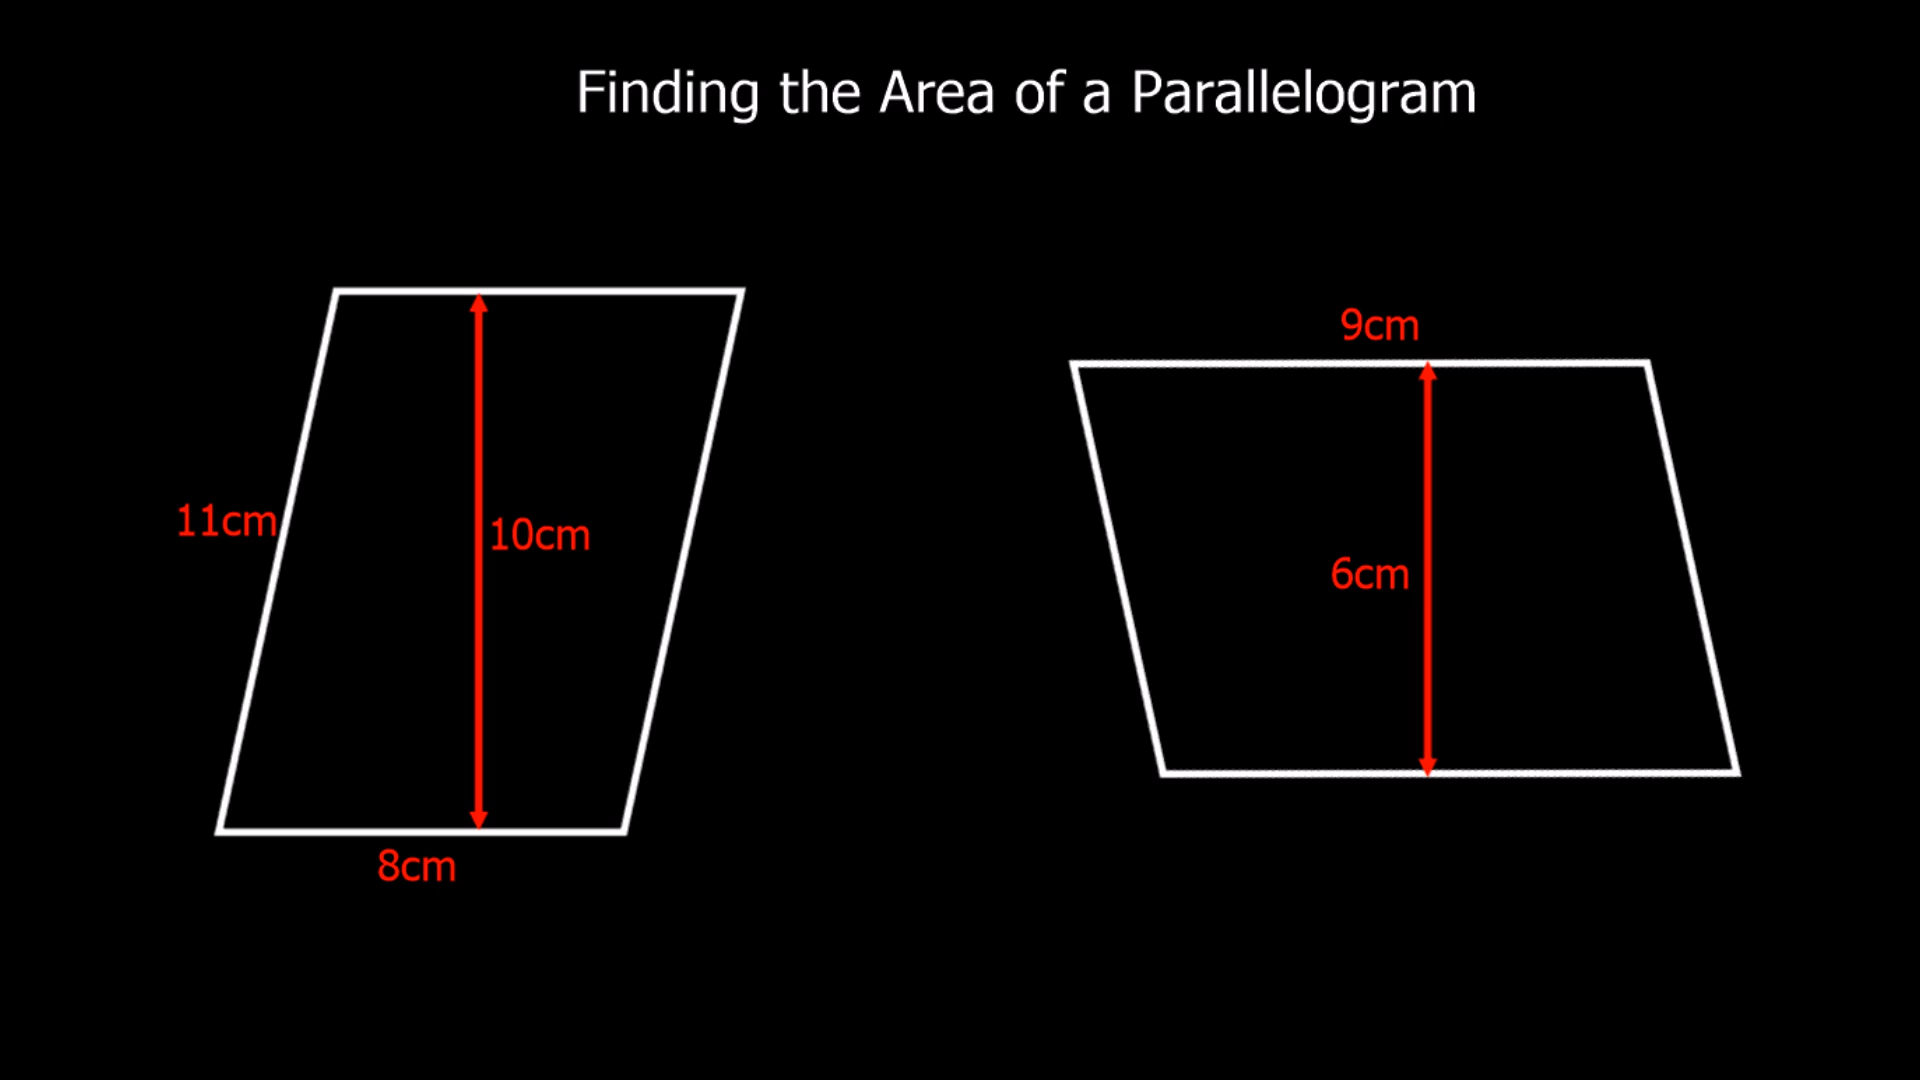 Finding the Area of a Parallelogram
11cm
10cm
8cm
9cm
6cm